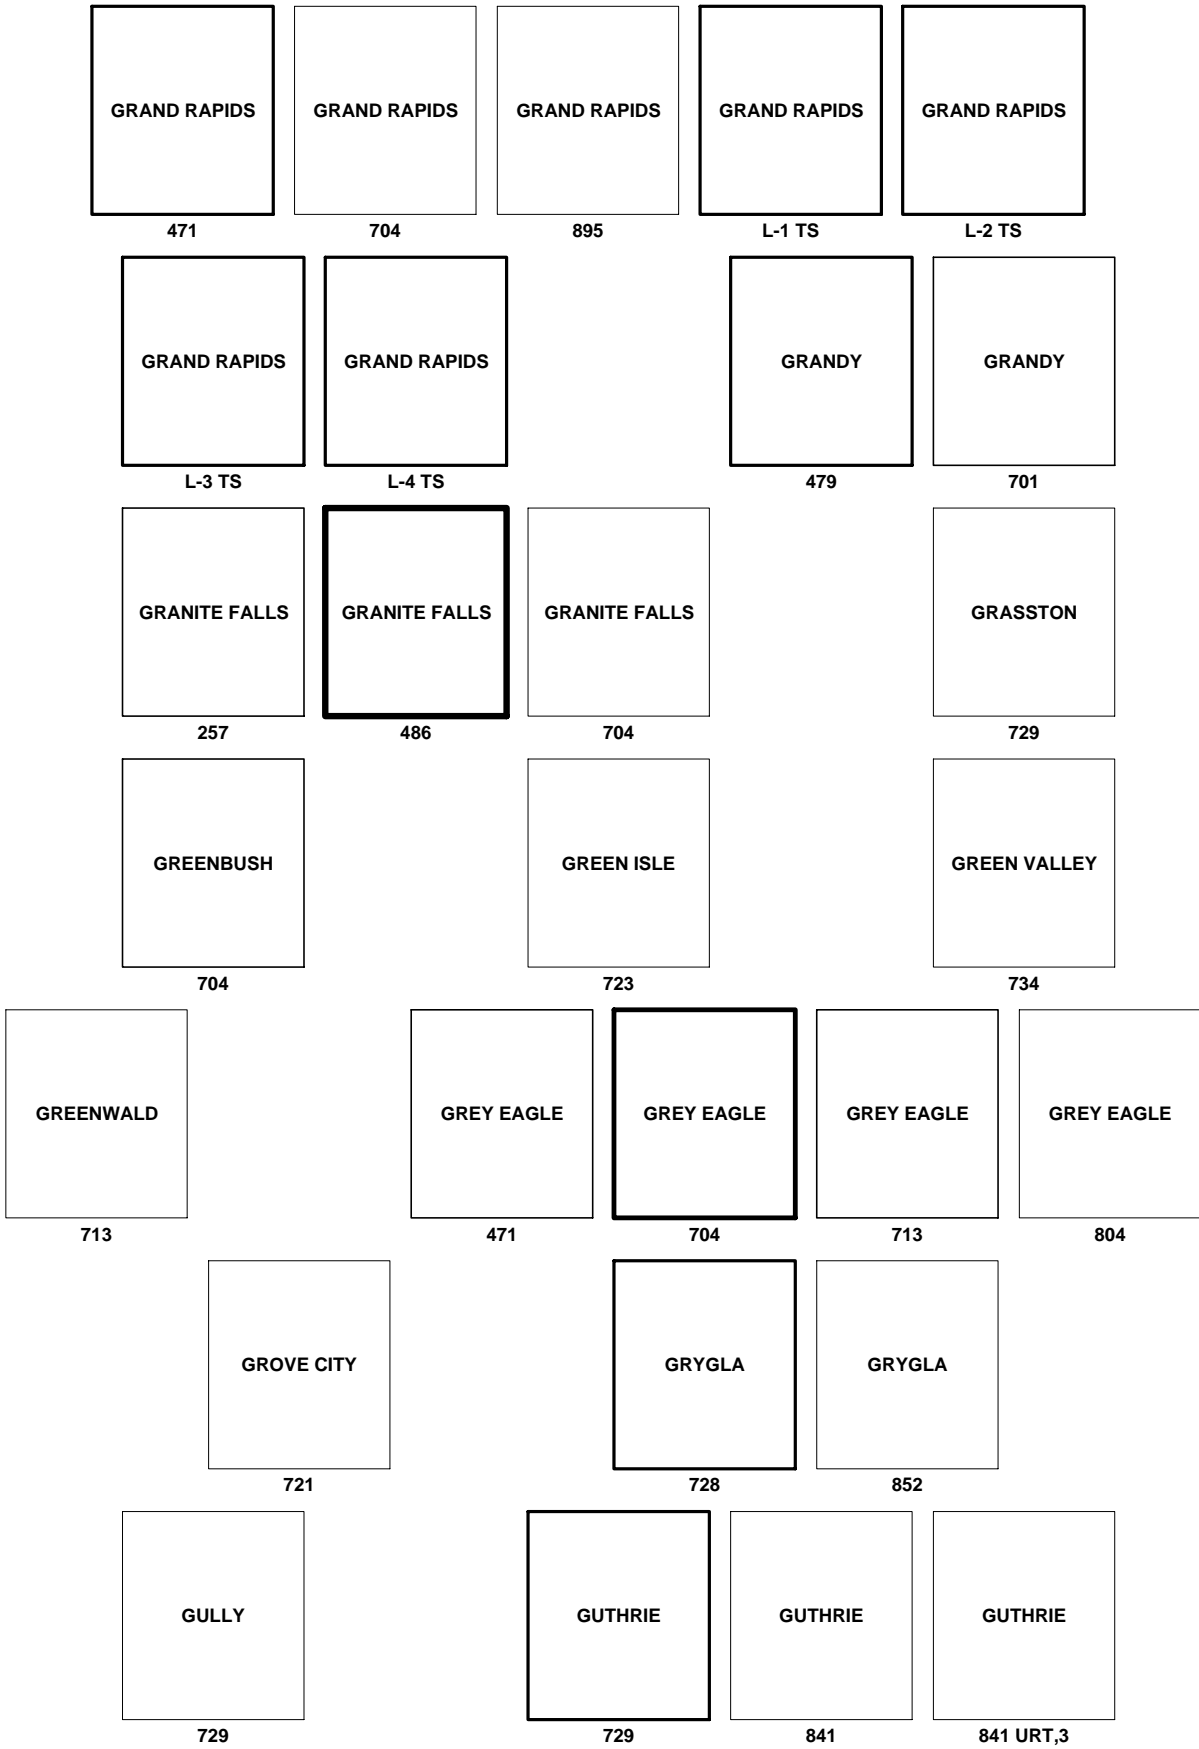 GRAND RAPIDS GRAND RAPIDS GRAND RAPIDS GRAND RAPIDS GRAND RAPIDS
471 704 895 L-1 TS L-2 TS
GRAND RAPIDS GRAND RAPIDS GRANDY GRANDY
L-3 TS L-4 TS 479 701
GRANITE FALLS GRANITE FALLS GRANITE FALLS GRASSTON
257 486 704 729
GREENBUSH GREEN ISLE GREEN VALLEY
704 723 734
GREENWALD GREY EAGLE GREY EAGLE GREY EAGLE GREY EAGLE
713 471 704 713 804
GROVE CITY GRYGLA GRYGLA
721 728 852
GULLY GUTHRIE GUTHRIE GUTHRIE
729 729 841 841 URT,3